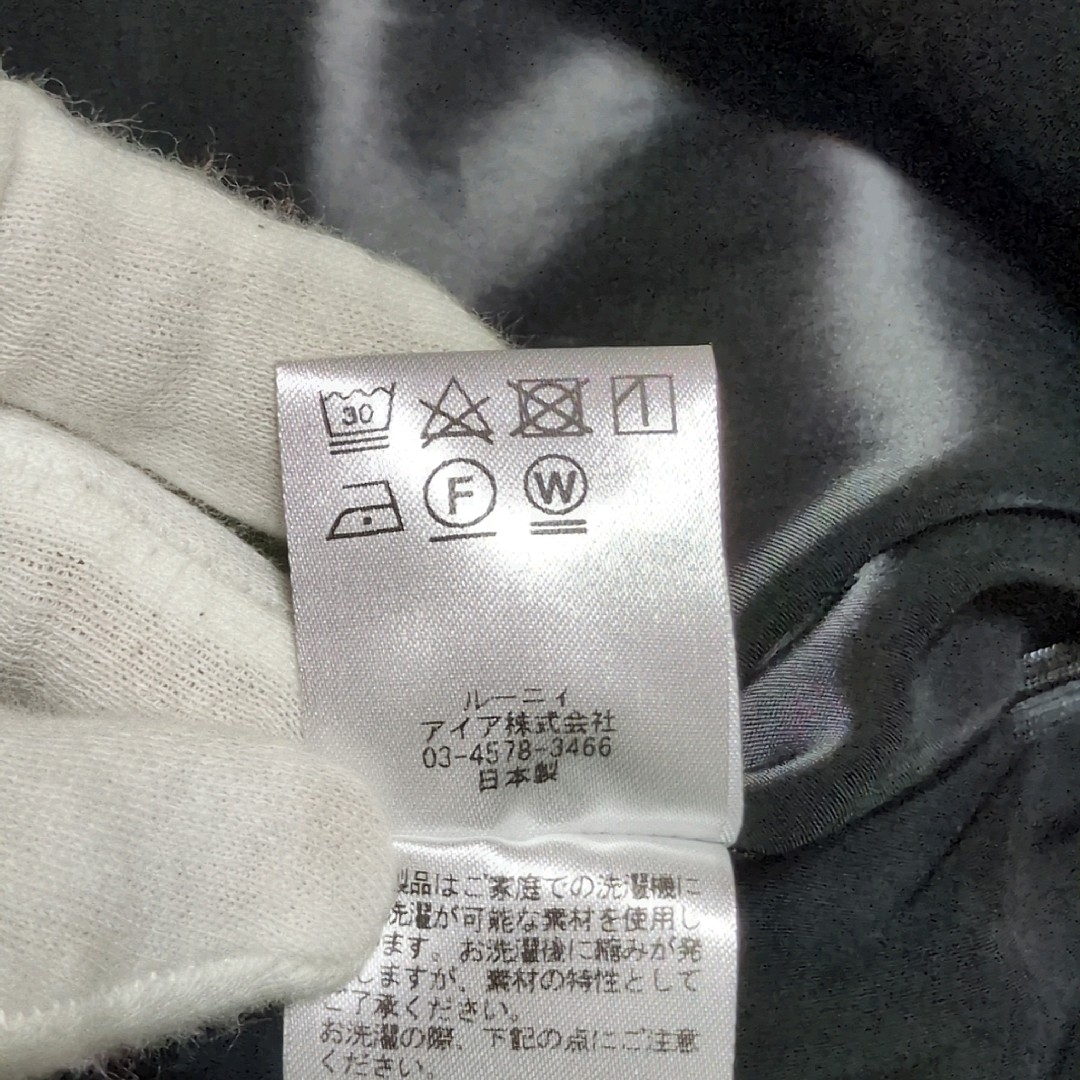 30
F W
ルーニィ
アイア株式会社
03-4578-3466
日本製
製品はご家庭での洗濯機に
洗濯が可能な素材を使用し
ます。お洗濯後に縮みが発
しますが、素材の特性として
ご了承ください。
お洗濯の際、下記の点にご注意
ください。